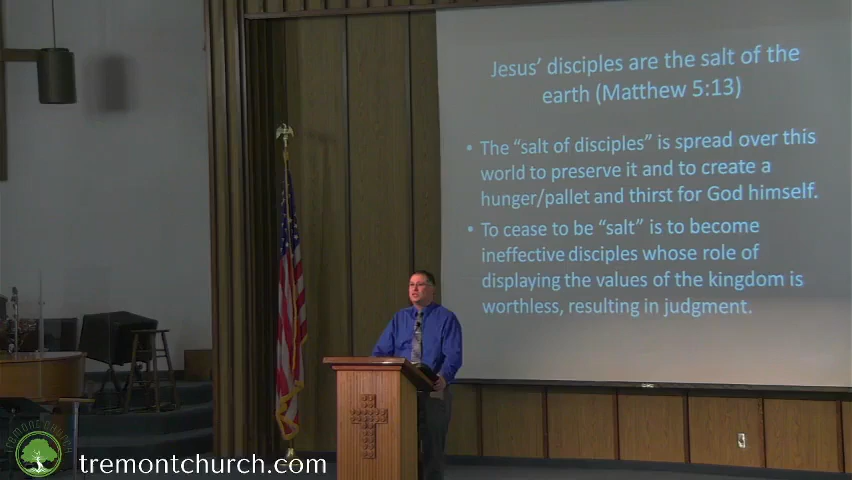 Jesus’ disciples are the salt of the
earth (Matthew 5:13)
• The “salt of disciples” is spread over this
world to preserve it and to create a
hunger/pallet and thirst for God himself.
• To cease to be “salt” is to become
ineffective disciples whose role of
displaying the values of the kingdom is
worthless, resulting in judgment.
TREMONT CHURCH
tremontchurch.com